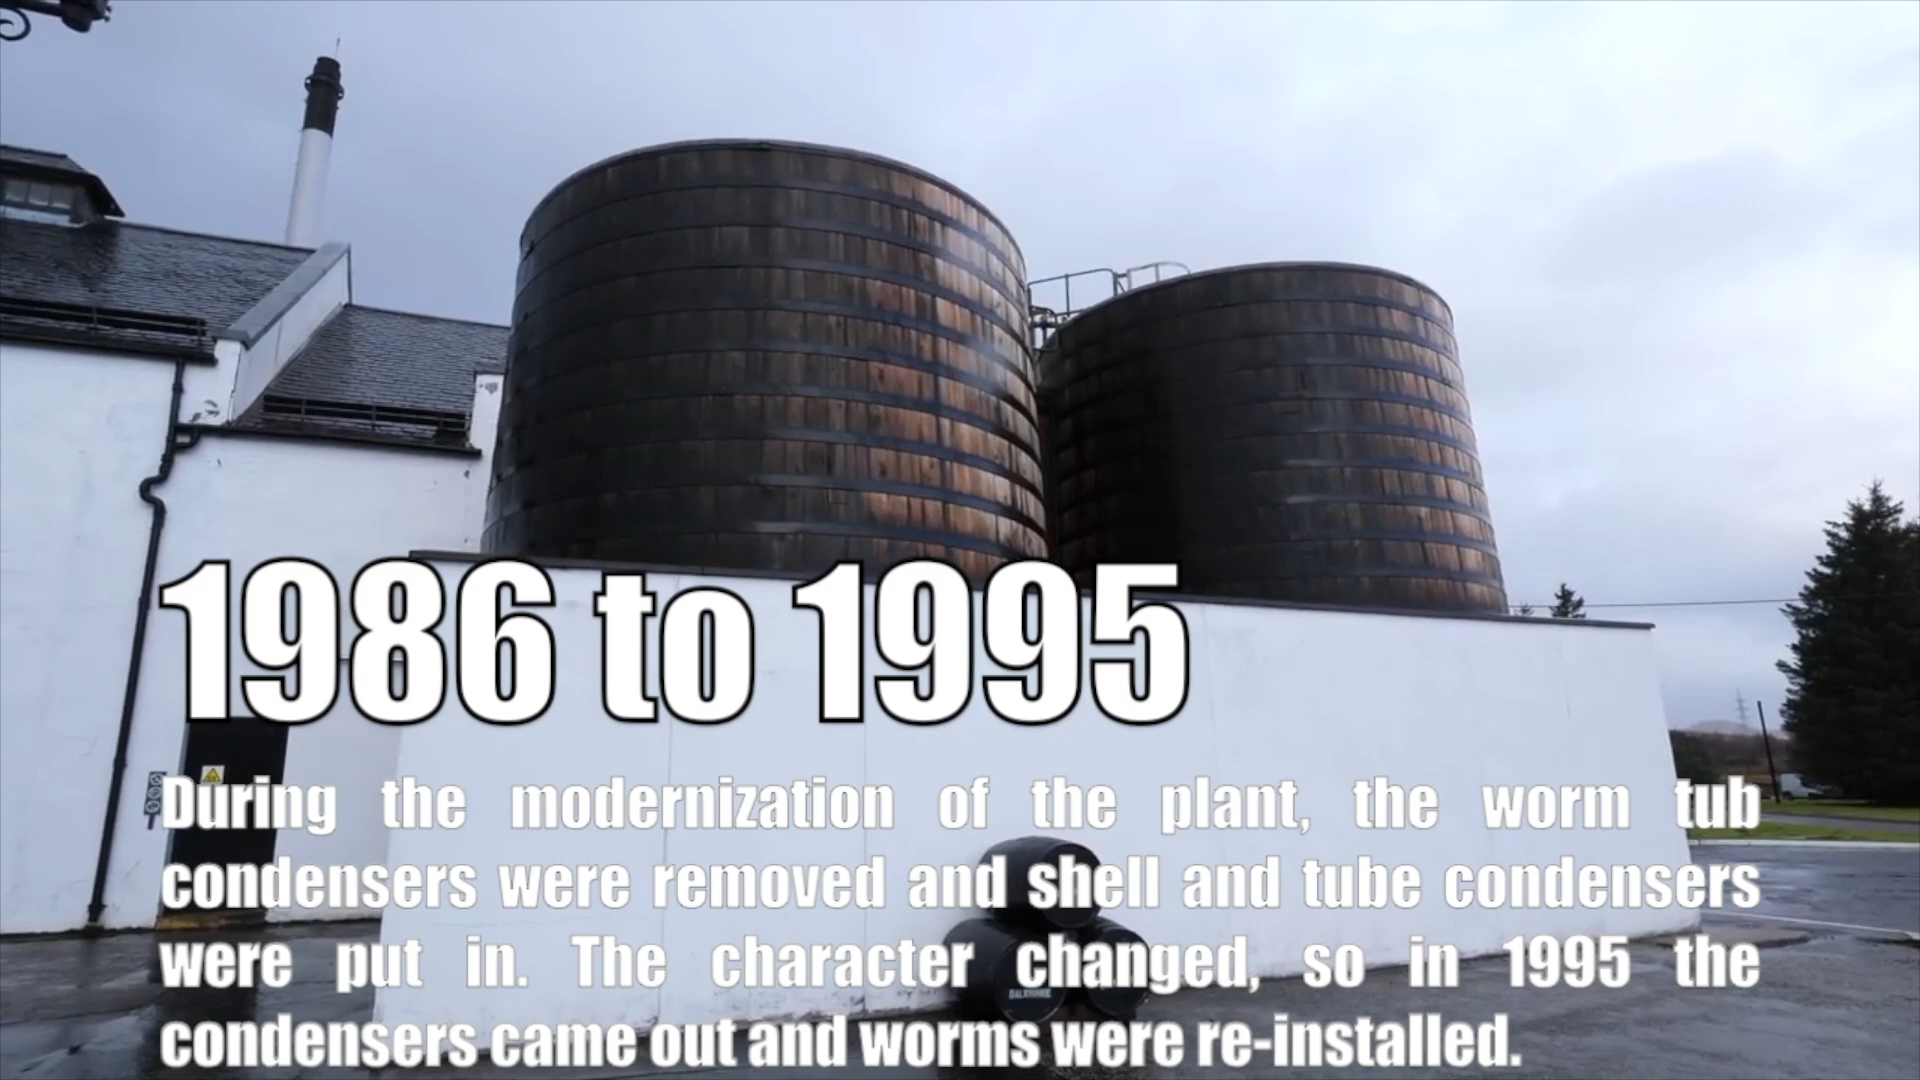 1986 to 1995
During the modernization of the plant, the worm tub
condensers were removed and shell and tube condensers
were put in. The character changed, so in 1995 the
condensers came out and worms were re-installed.